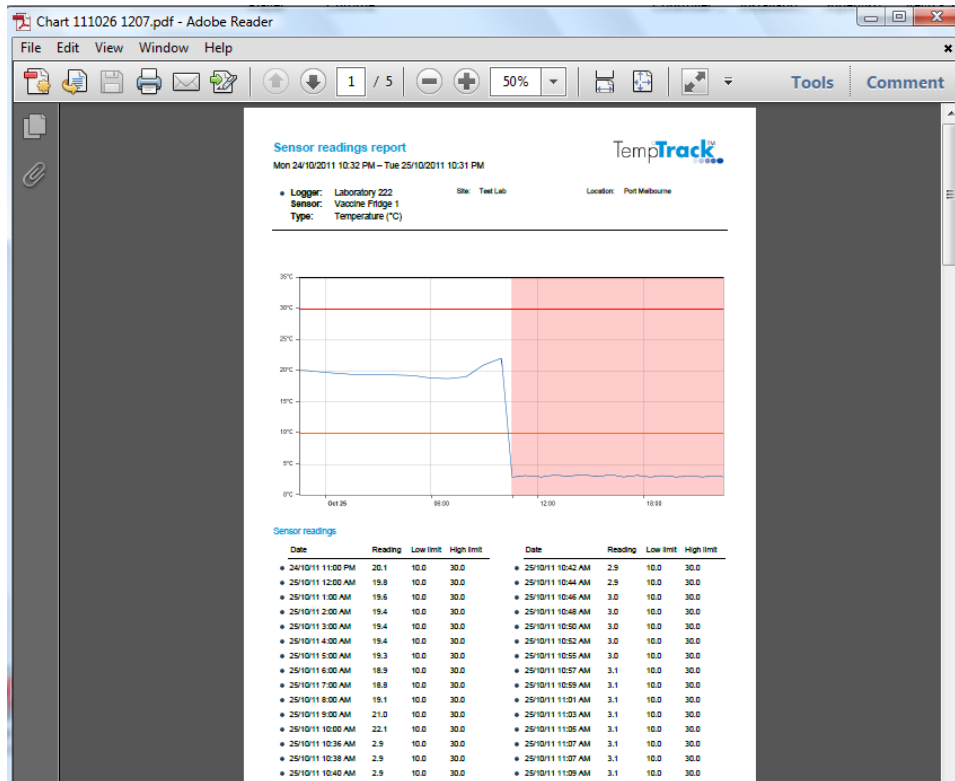 Chart 111026 1207.pdf - Adobe Reader
File Edit View Window Help
1 / 5 50% Tools Comment
Sensor readings report
TempTrack™
Mon 24/10/2011 10:32 PM – Tue 25/10/2011 10:31 PM
Logger: Laboratory 222 Site: Test Lab Location: Port Melbourne
Sensor: Vaccine Fridge 1
Type: Temperature (°C)
35°C
30°C
25°C
20°C
15°C
10°C
5°C
0°C
Oct 25 06:00 12:00 18:00
Sensor readings
Date Reading Low limit High limit Date Reading Low limit High limit
24/10/11 11:00 PM 20.1 10.0 30.0 25/10/11 10:42 AM 2.9 10.0 30.0
25/10/11 12:00 AM 19.8 10.0 30.0 25/10/11 10:44 AM 2.9 10.0 30.0
25/10/11 1:00 AM 19.6 10.0 30.0 25/10/11 10:46 AM 3.0 10.0 30.0
25/10/11 2:00 AM 19.4 10.0 30.0 25/10/11 10:48 AM 3.0 10.0 30.0
25/10/11 3:00 AM 19.4 10.0 30.0 25/10/11 10:50 AM 3.0 10.0 30.0
25/10/11 4:00 AM 19.4 10.0 30.0 25/10/11 10:52 AM 3.0 10.0 30.0
25/10/11 5:00 AM 19.3 10.0 30.0 25/10/11 10:55 AM 3.0 10.0 30.0
25/10/11 6:00 AM 18.9 10.0 30.0 25/10/11 10:57 AM 3.1 10.0 30.0
25/10/11 7:00 AM 18.8 10.0 30.0 25/10/11 10:59 AM 3.1 10.0 30.0
25/10/11 8:00 AM 19.1 10.0 30.0 25/10/11 11:01 AM 3.1 10.0 30.0
25/10/11 9:00 AM 21.0 10.0 30.0 25/10/11 11:03 AM 3.1 10.0 30.0
25/10/11 10:00 AM 22.1 10.0 30.0 25/10/11 11:05 AM 3.1 10.0 30.0
25/10/11 10:36 AM 2.9 10.0 30.0 25/10/11 11:07 AM 3.1 10.0 30.0
25/10/11 10:38 AM 2.9 10.0 30.0 25/10/11 11:07 AM 3.1 10.0 30.0
25/10/11 10:40 AM 2.9 10.0 30.0 25/10/11 11:09 AM 3.1 10.0 30.0